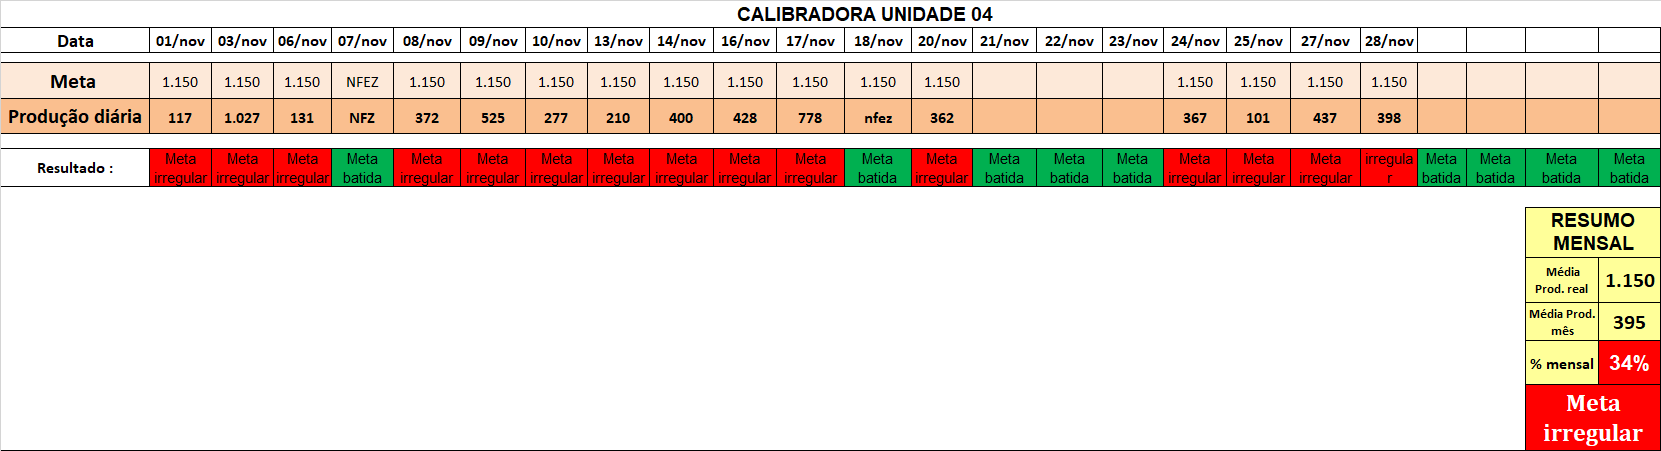 CALIBRADORA UNIDADE 04
Data 01/nov 03/nov 06/nov 07/nov 08/nov 09/nov 10/nov 13/nov 14/nov 16/nov 17/nov 18/nov 20/nov 21/nov 22/nov 23/nov 24/nov 25/nov 27/nov 28/nov
Meta 1.150 1.150 1.150 NFEZ 1.150 1.150 1.150 1.150 1.150 1.150 1.150 1.150 1.150 1.150 1.150 1.150 1.150
Produção diária 117 1.027 131 NFZ 372 525 277 210 400 428 778 nfez 362 367 101 437 398
Resultado : Meta irregular Meta irregular Meta irregular Meta batida Meta irregular Meta irregular Meta irregular Meta irregular Meta irregular Meta irregular Meta irregular Meta batida Meta irregular Meta batida Meta batida Meta batida Meta irregular Meta irregular Meta irregular irregular Meta batida Meta batida Meta batida Meta batida
RESUMO
MENSAL
Média
Prod. real 1.150
Média Prod.
mês 395
% mensal 34%
Meta
irregular